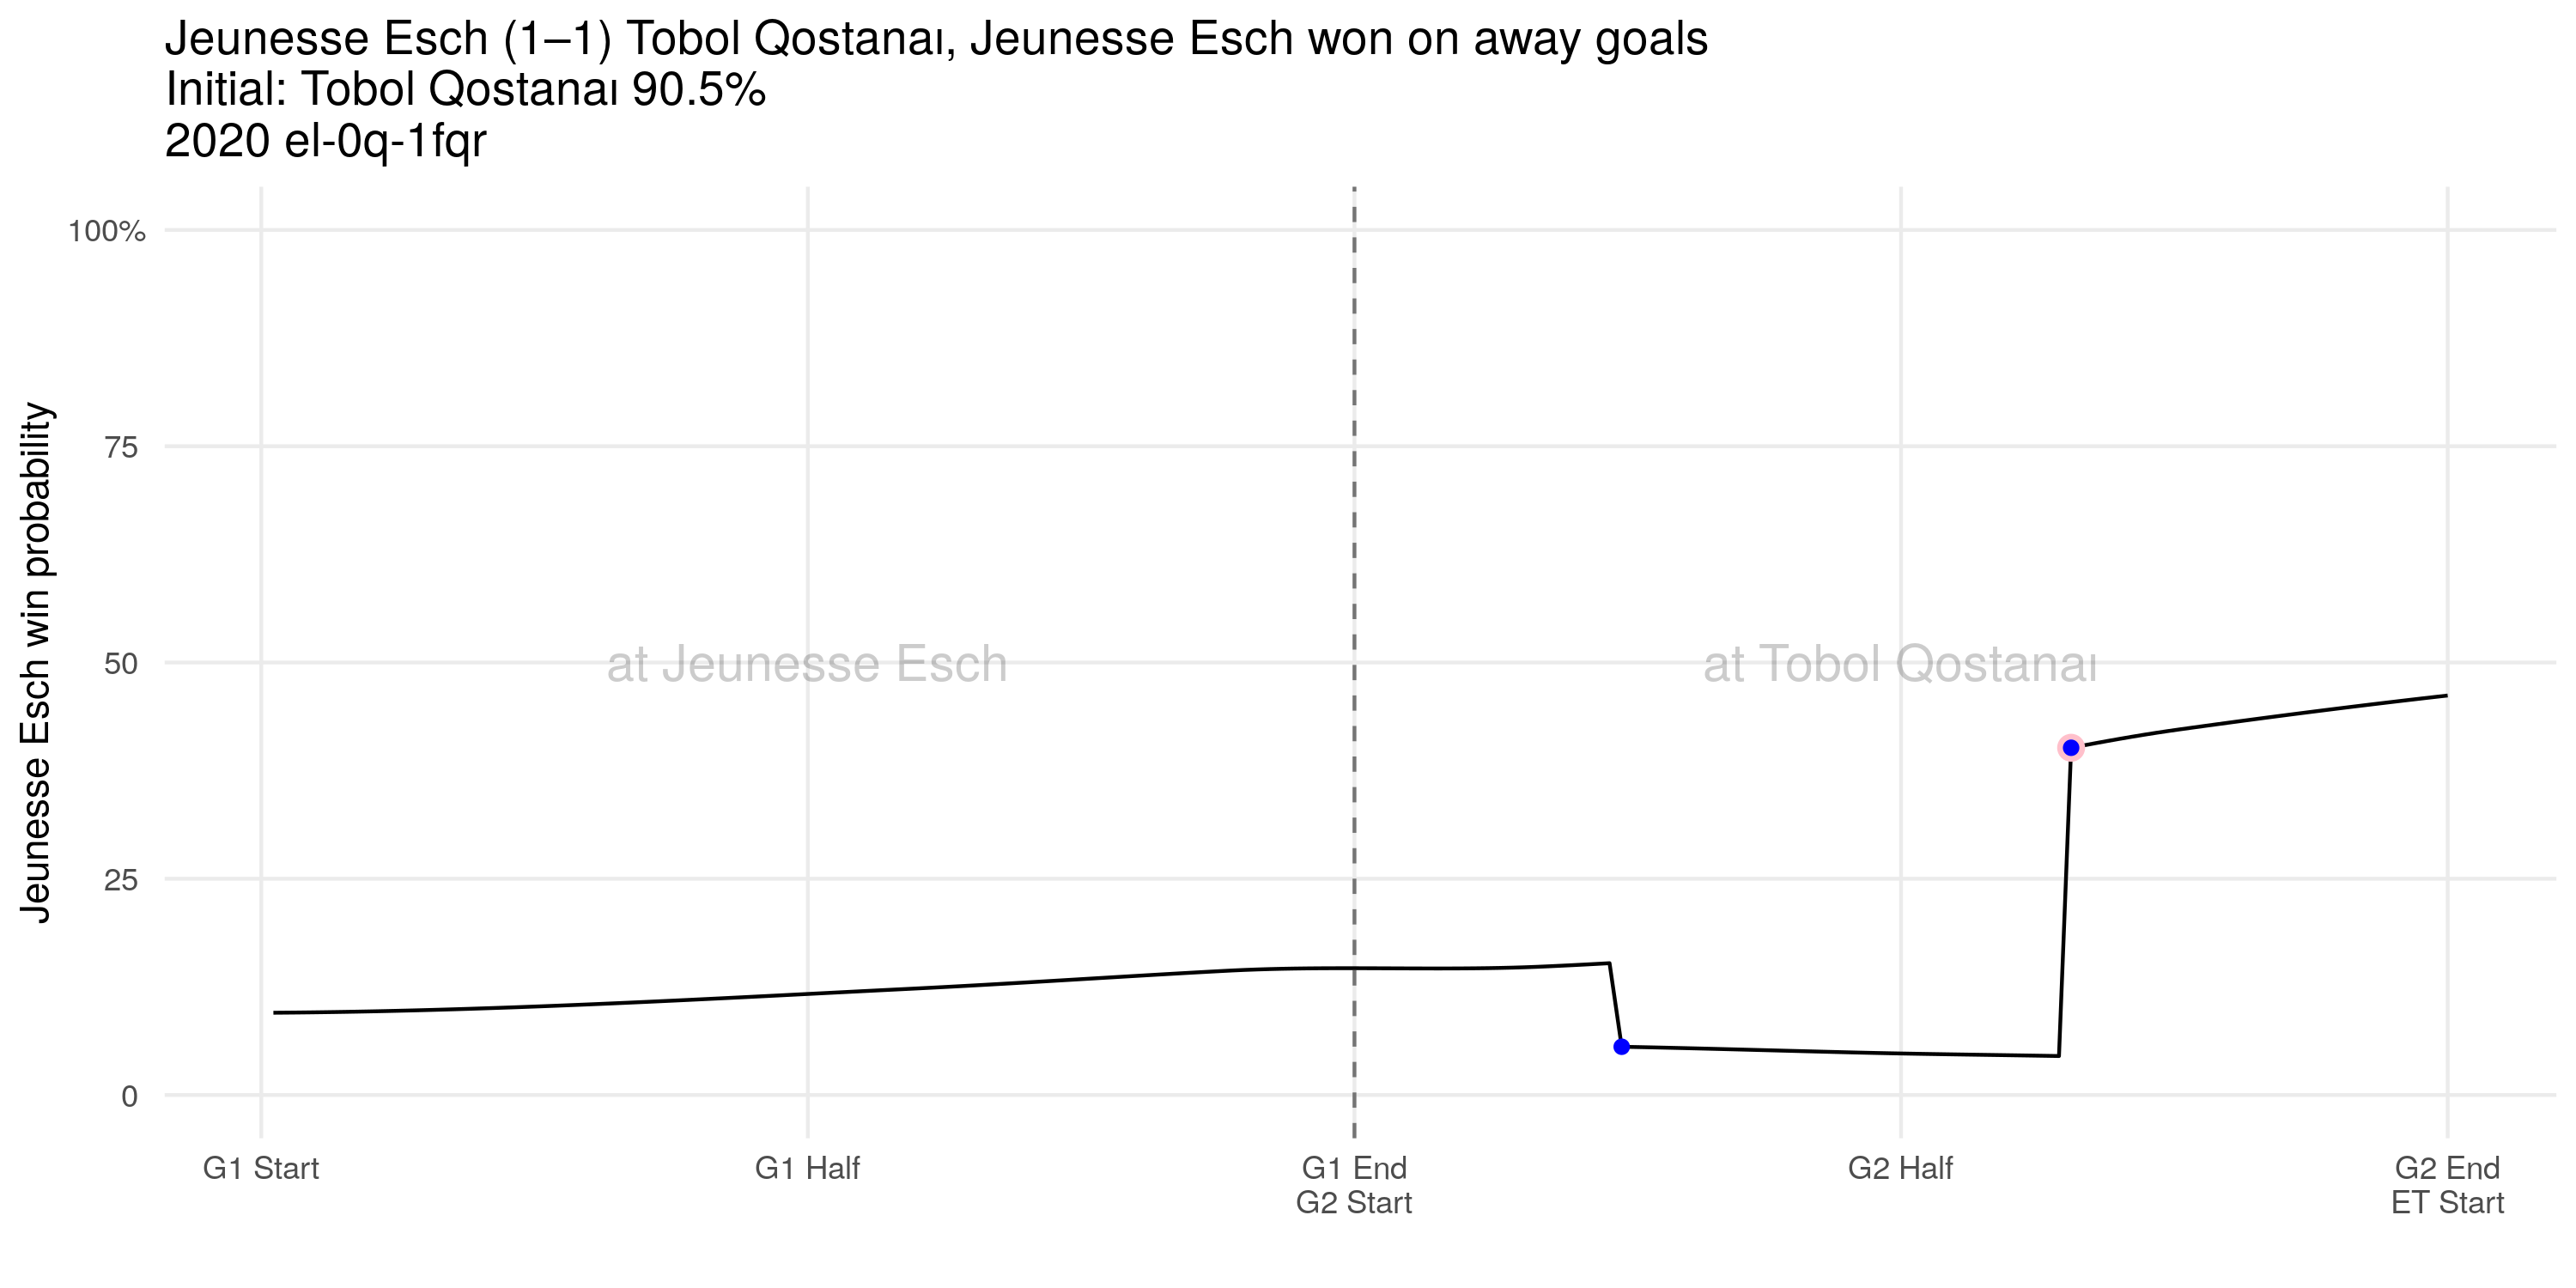 Jeunesse Esch (1–1) Tobol Qostanaı, Jeunesse Esch won on away goals
Initial: Tobol Qostanaı 90.5%
2020 el-0q-1fqr
Jeunesse Esch win probability
100%
75
50
25
0
at Jeunesse Esch
at Tobol Qostanaı
G1 Start
G1 Half
G1 End
G2 Start
G2 Half
G2 End
ET Start